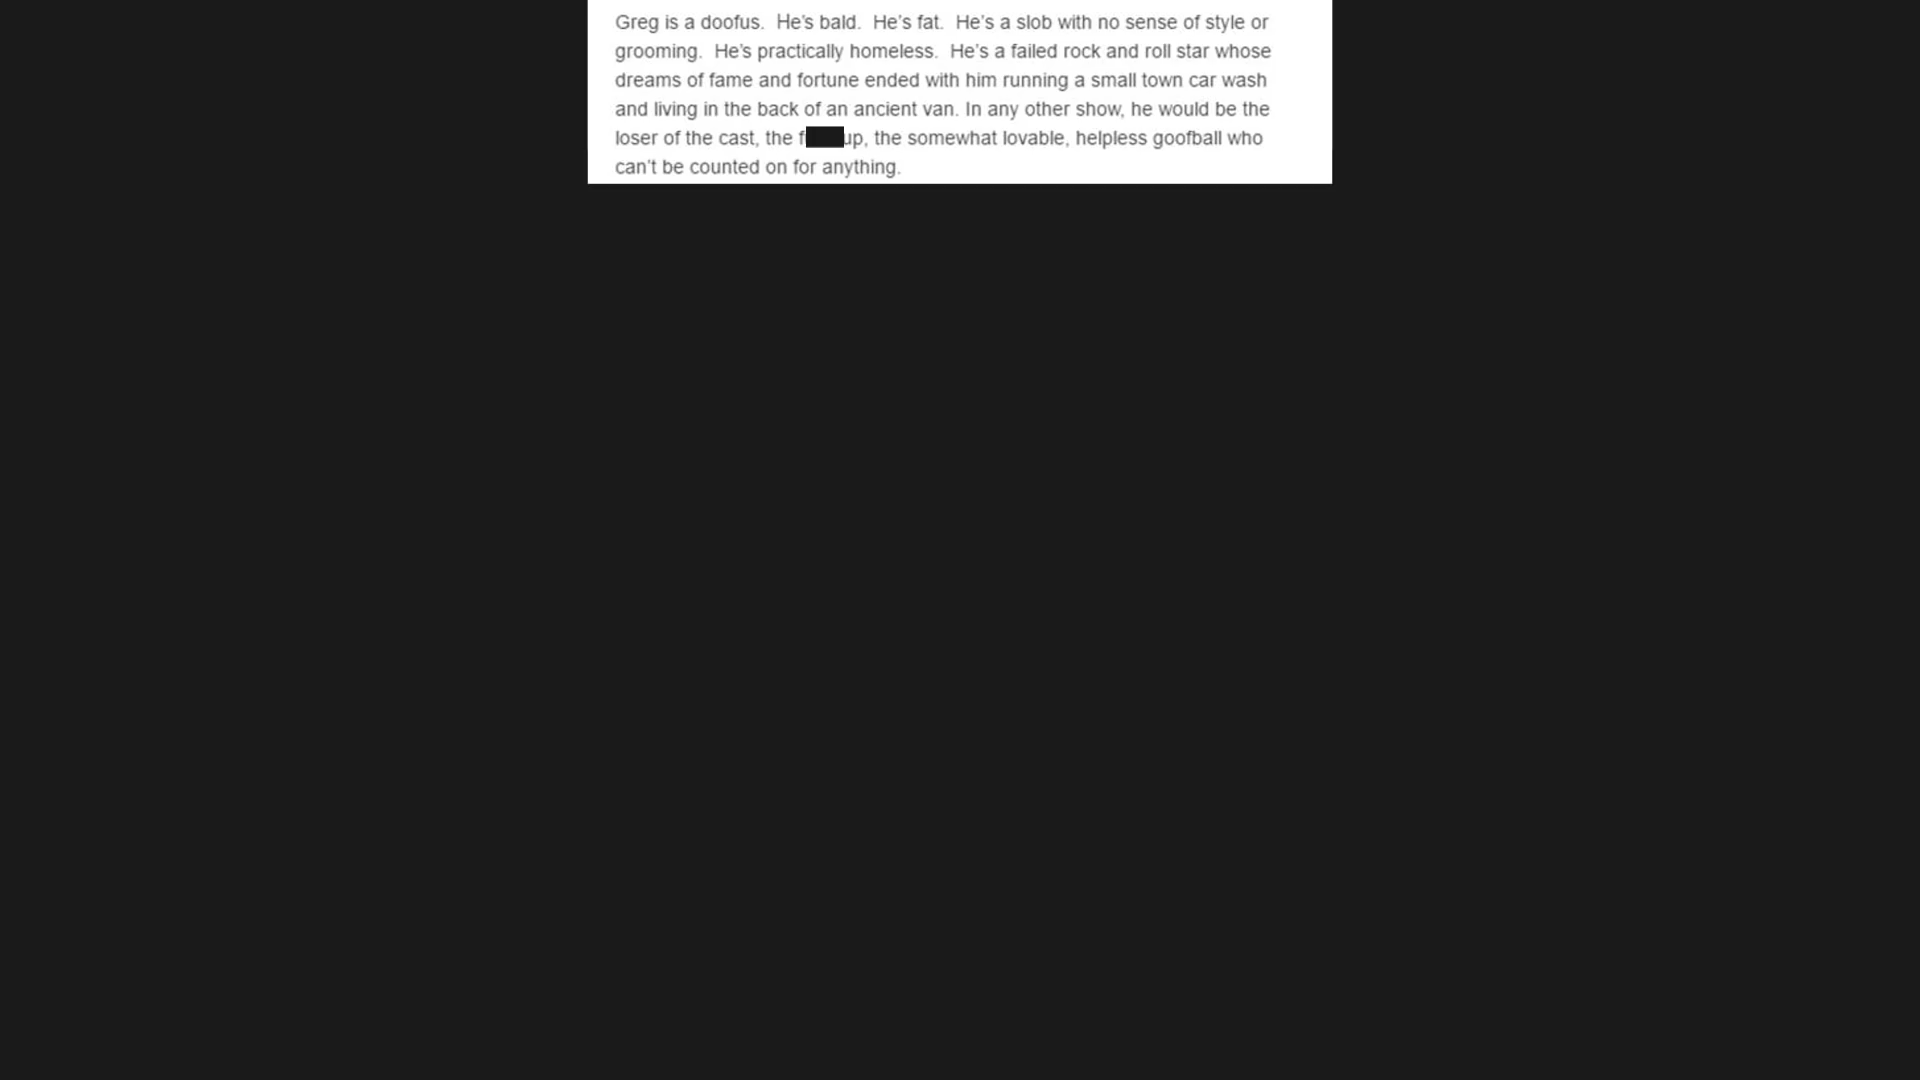 Greg is a doofus.  He’s bald.  He’s fat.  He’s a slob with no sense of style or
grooming.  He’s practically homeless.  He’s a failed rock and roll star whose
dreams of fame and fortune ended with him running a small town car wash
and living in the back of an ancient van. In any other show, he would be the
loser of the cast, the f up, the somewhat lovable, helpless goofball who
can’t be counted on for anything.